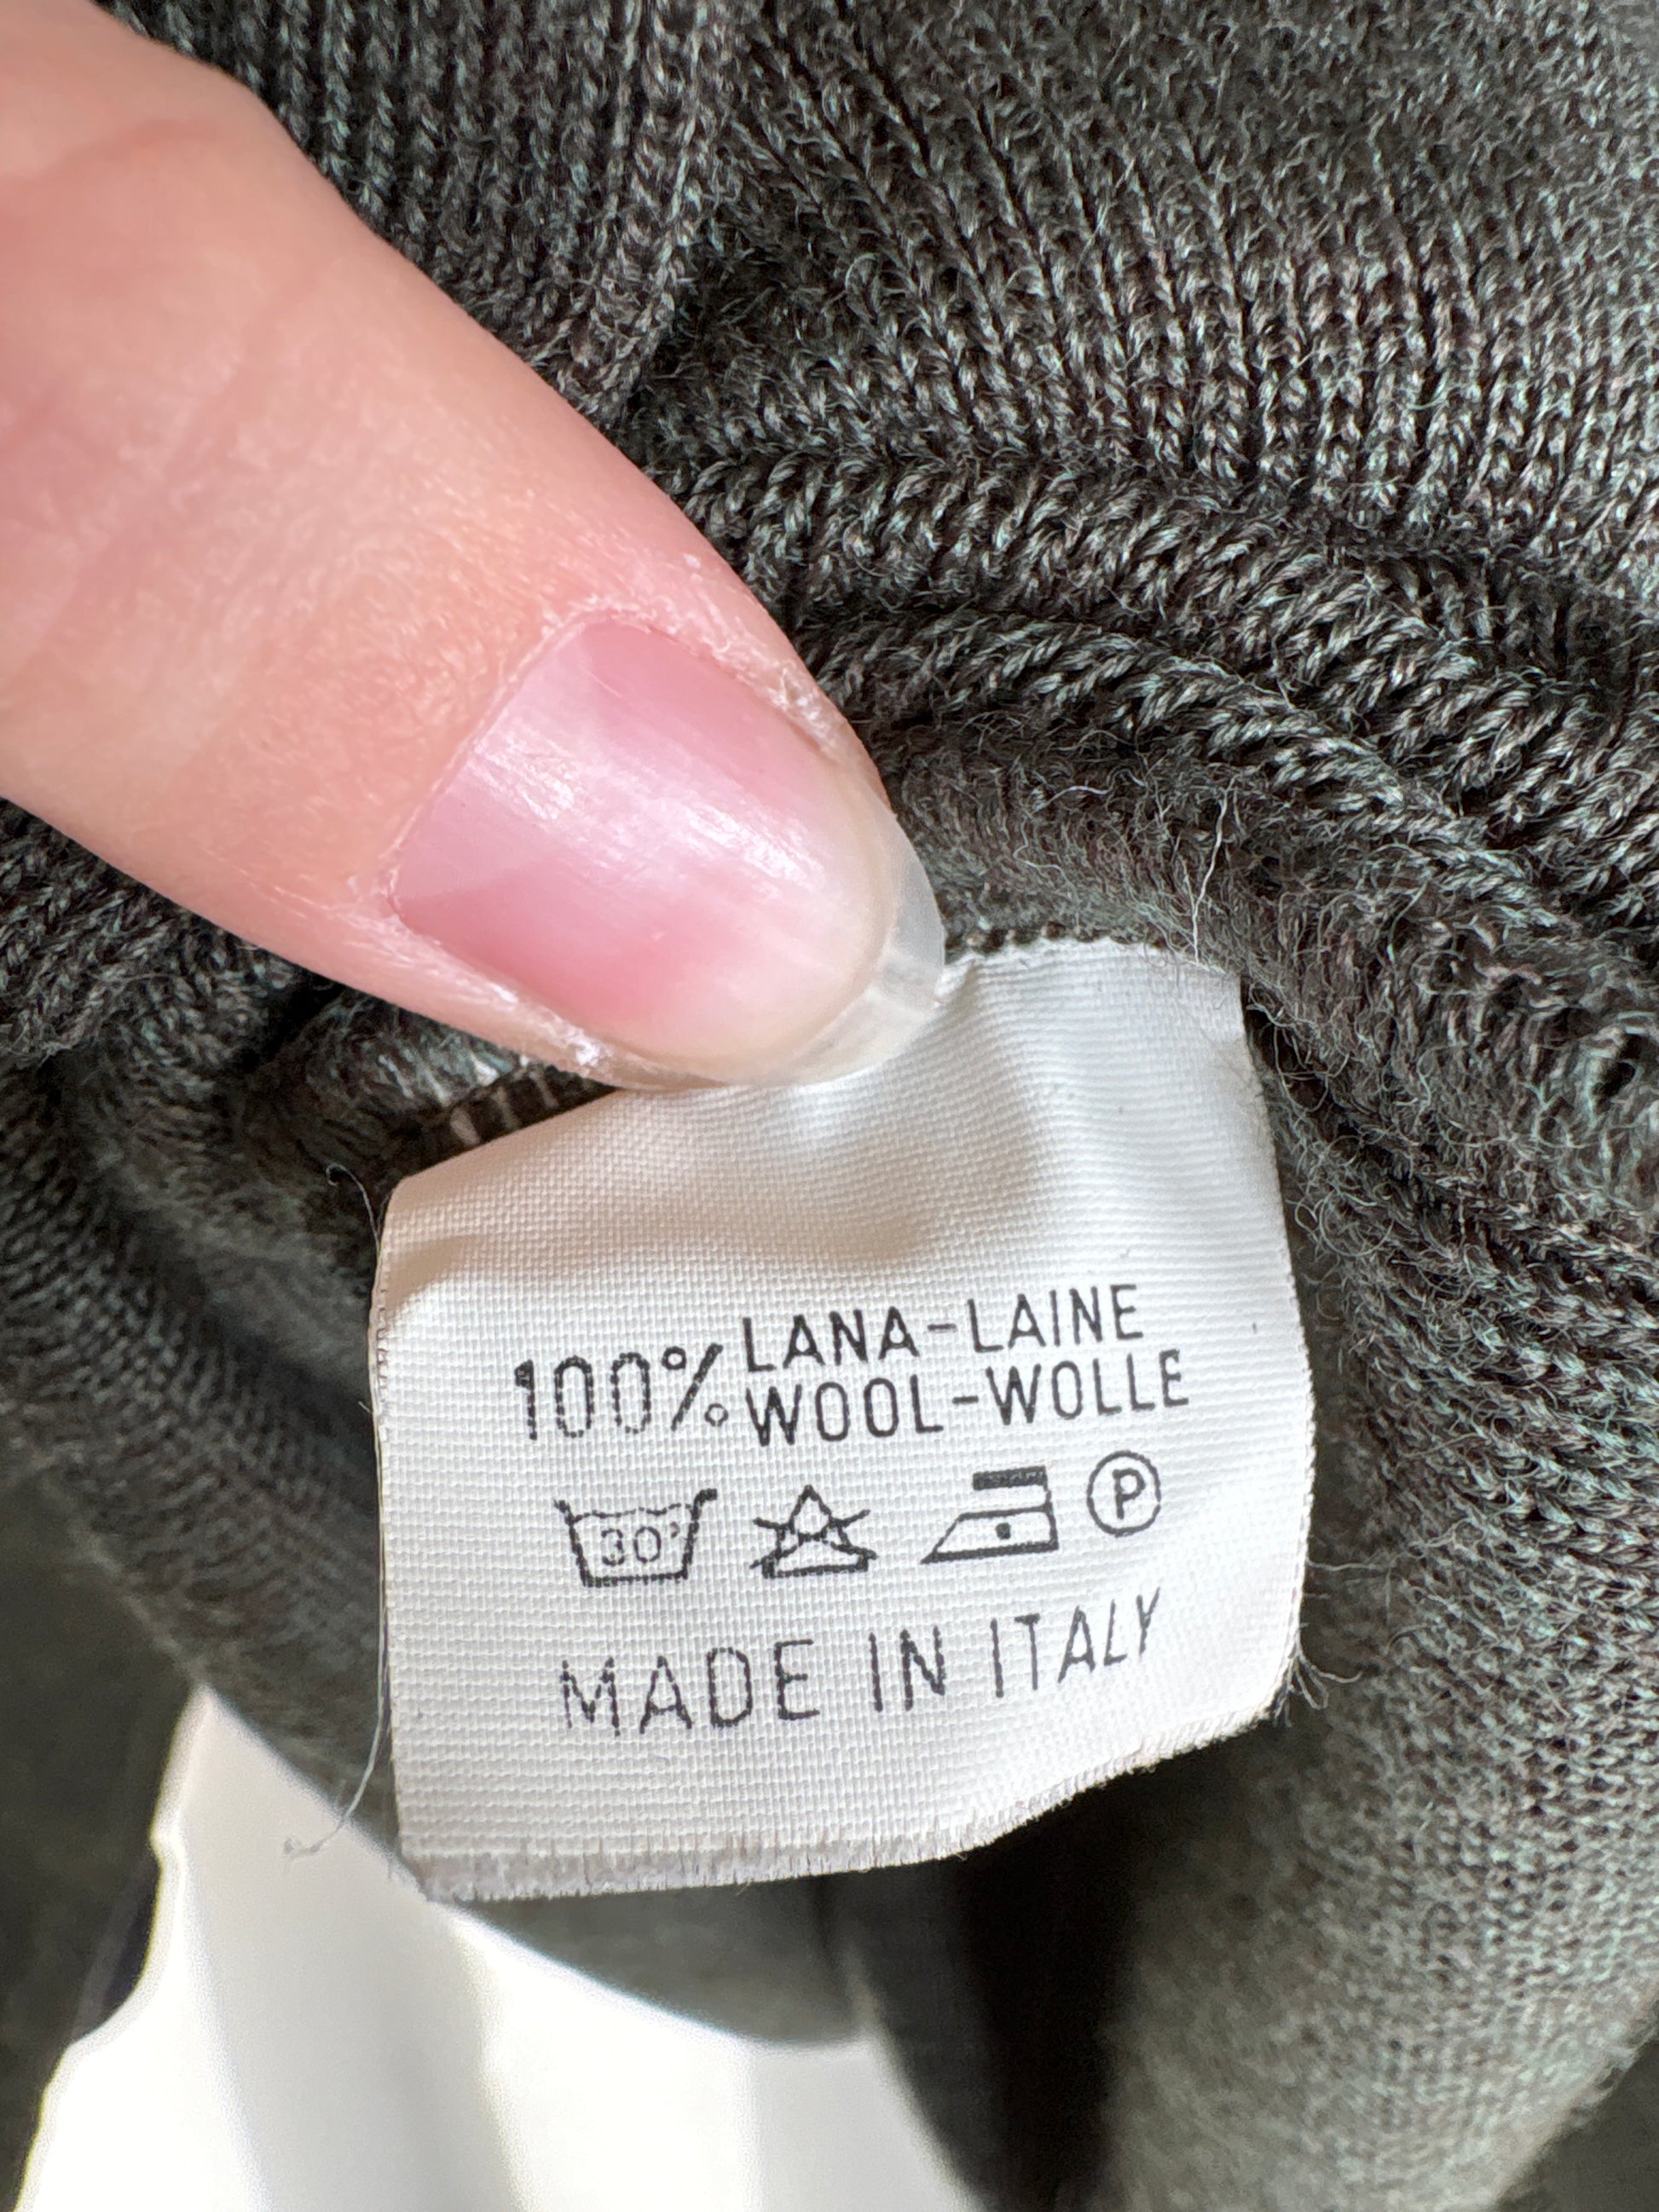 100% LANA-LAINE
WOOL-WOLLE
30°
P
MADE IN ITALY